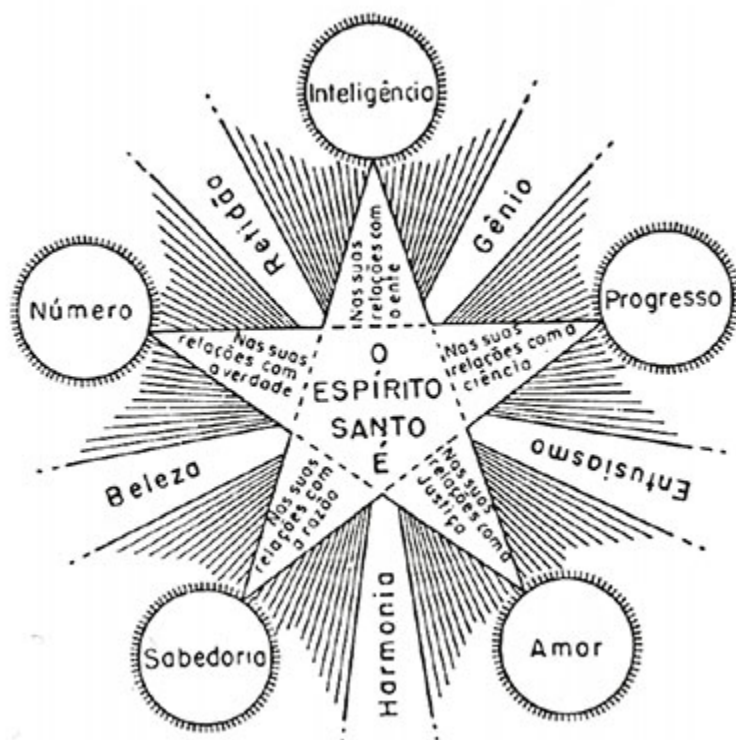 Inteligência
Retidão
Gênio
Nas suas
relações com
o ente
Número
Progresso
Nas suas
relações com
a verdade
Nas suas
relações com a
ciência
O
ESPÍRITO
SANTO
É
Beleza
Entusiasmo
Nas suas
relações com
a razão
Nas suas
relações com a
Justiça
Harmonia
Sabedoria
Amor